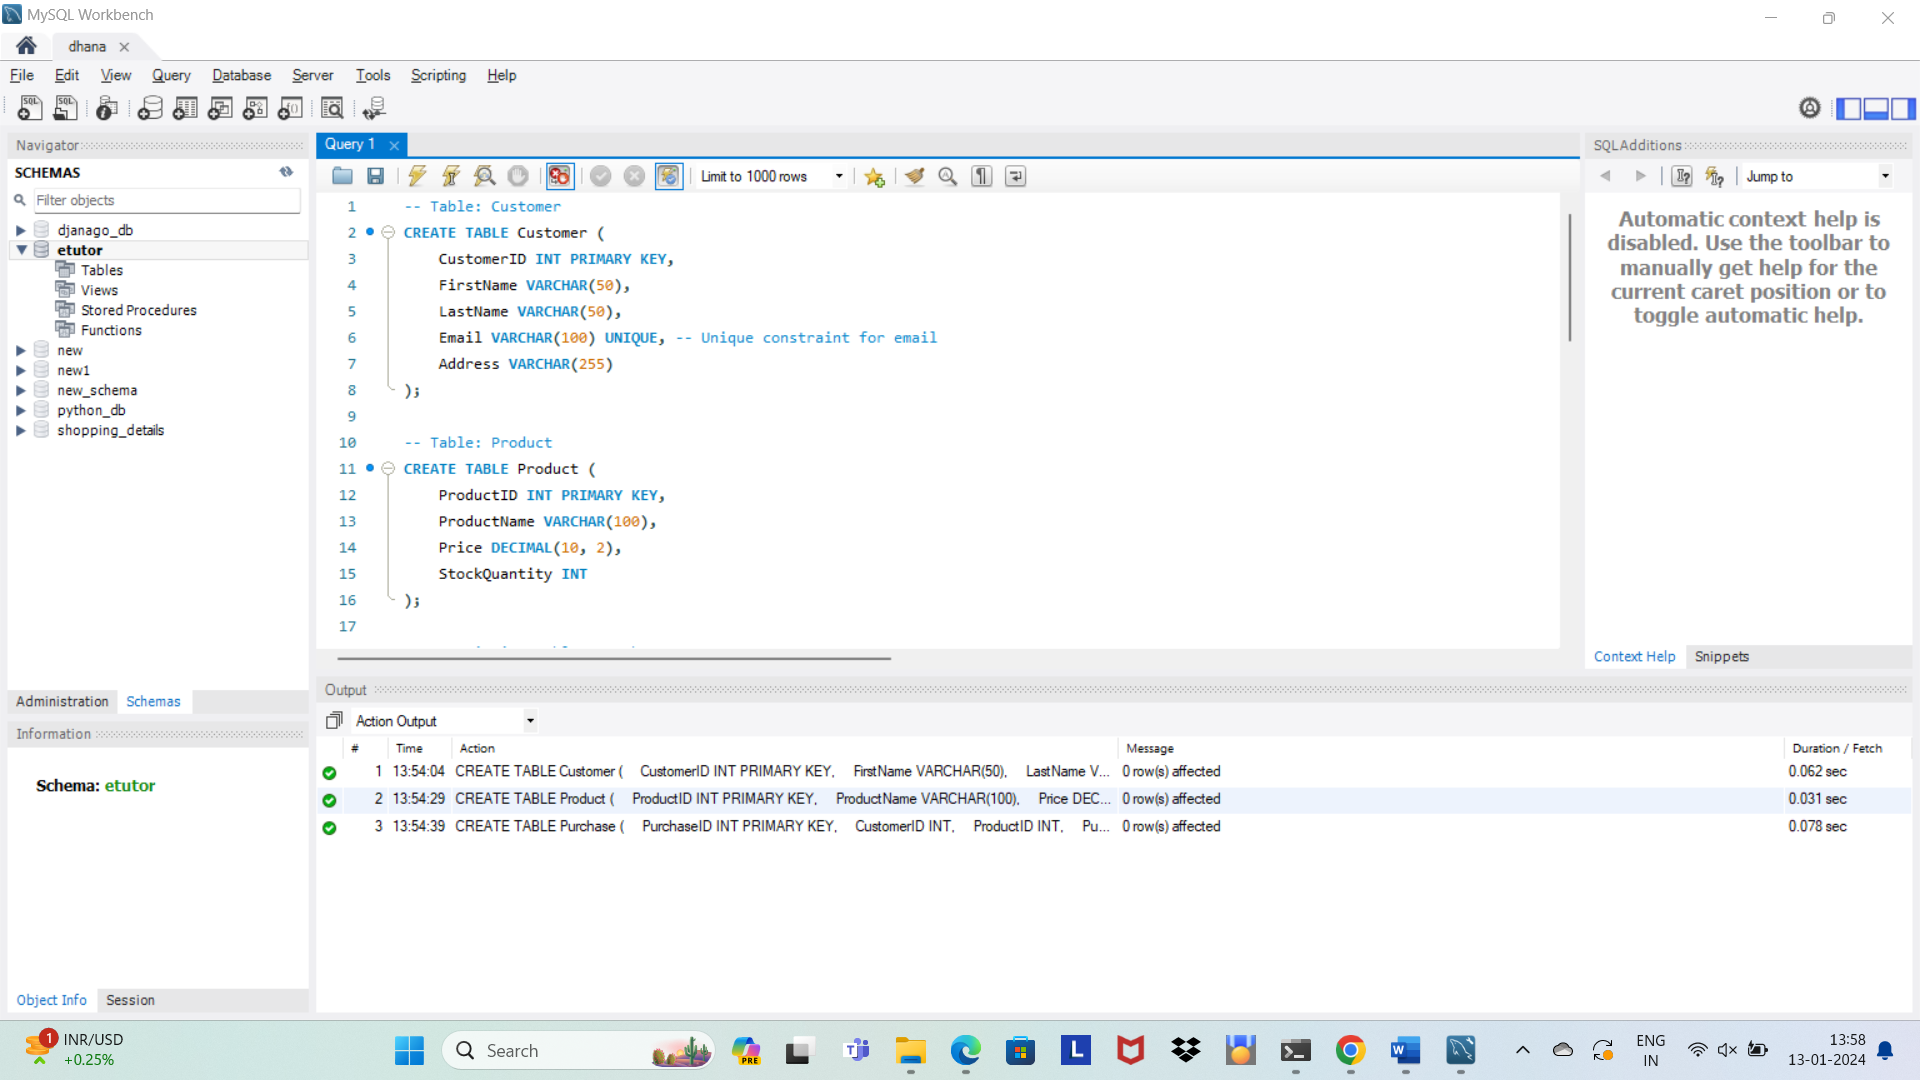 MySQL Workbench
dhana
File Edit View Query Database Server Tools Scripting Help
Navigator
SCHEMAS
Filter objects
djanago_db
etutor
Tables
Views
Stored Procedures
Functions
new
new1
new_schema
python_db
shopping_details
Administration Schemas
Information
Schema: etutor
Object Info Session
Query 1
Limit to 1000 rows
1 -- Table: Customer
2 CREATE TABLE Customer (
3 CustomerID INT PRIMARY KEY,
4 FirstName VARCHAR(50),
5 LastName VARCHAR(50),
6 Email VARCHAR(100) UNIQUE, -- Unique constraint for email
7 Address VARCHAR(255)
8 );
9
10 -- Table: Product
11 CREATE TABLE Product (
12 ProductID INT PRIMARY KEY,
13 ProductName VARCHAR(100),
14 Price DECIMAL(10, 2),
15 StockQuantity INT
16 );
17
SQLAdditions
Jump to
Automatic context help is
disabled. Use the toolbar to
manually get help for the
current caret position or to
toggle automatic help.
Context Help Snippets
Output
Action Output
# Time Action Message Duration / Fetch
1 13:54:04 CREATE TABLE Customer ( CustomerID INT PRIMARY KEY, FirstName VARCHAR(50), LastName V... 0 row(s) affected 0.062 sec
2 13:54:29 CREATE TABLE Product ( ProductID INT PRIMARY KEY, ProductName VARCHAR(100), Price DEC... 0 row(s) affected 0.031 sec
3 13:54:39 CREATE TABLE Purchase ( PurchaseID INT PRIMARY KEY, CustomerID INT, ProductID INT, Pu... 0 row(s) affected 0.078 sec
1 INR/USD
+0.25%
Search
PRE
L
ENG
IN
13:58
13-01-2024